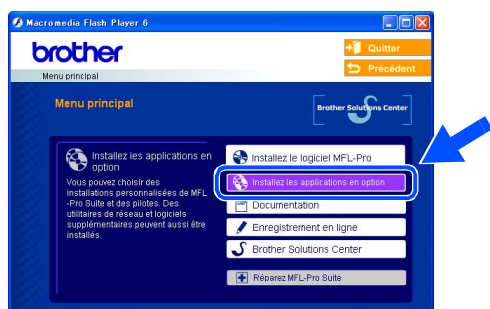 Macromedia Flash Player 6
brother
Quitter
Précédent
Menu principal
Menu principal
Brother Solutions Center
Installez les applications en
option
Vous pouvez choisir des
installations personnalisées de MFL
-Pro Suite et des pilotes. Des
utilitaires de réseau et logiciels
supplémentaires peuvent aussi être
installés.
Installez le logiciel MFL-Pro
Installez les applications en option
Documentation
Enregistrement en ligne
Brother Solutions Center
Réparez MFL-Pro Suite